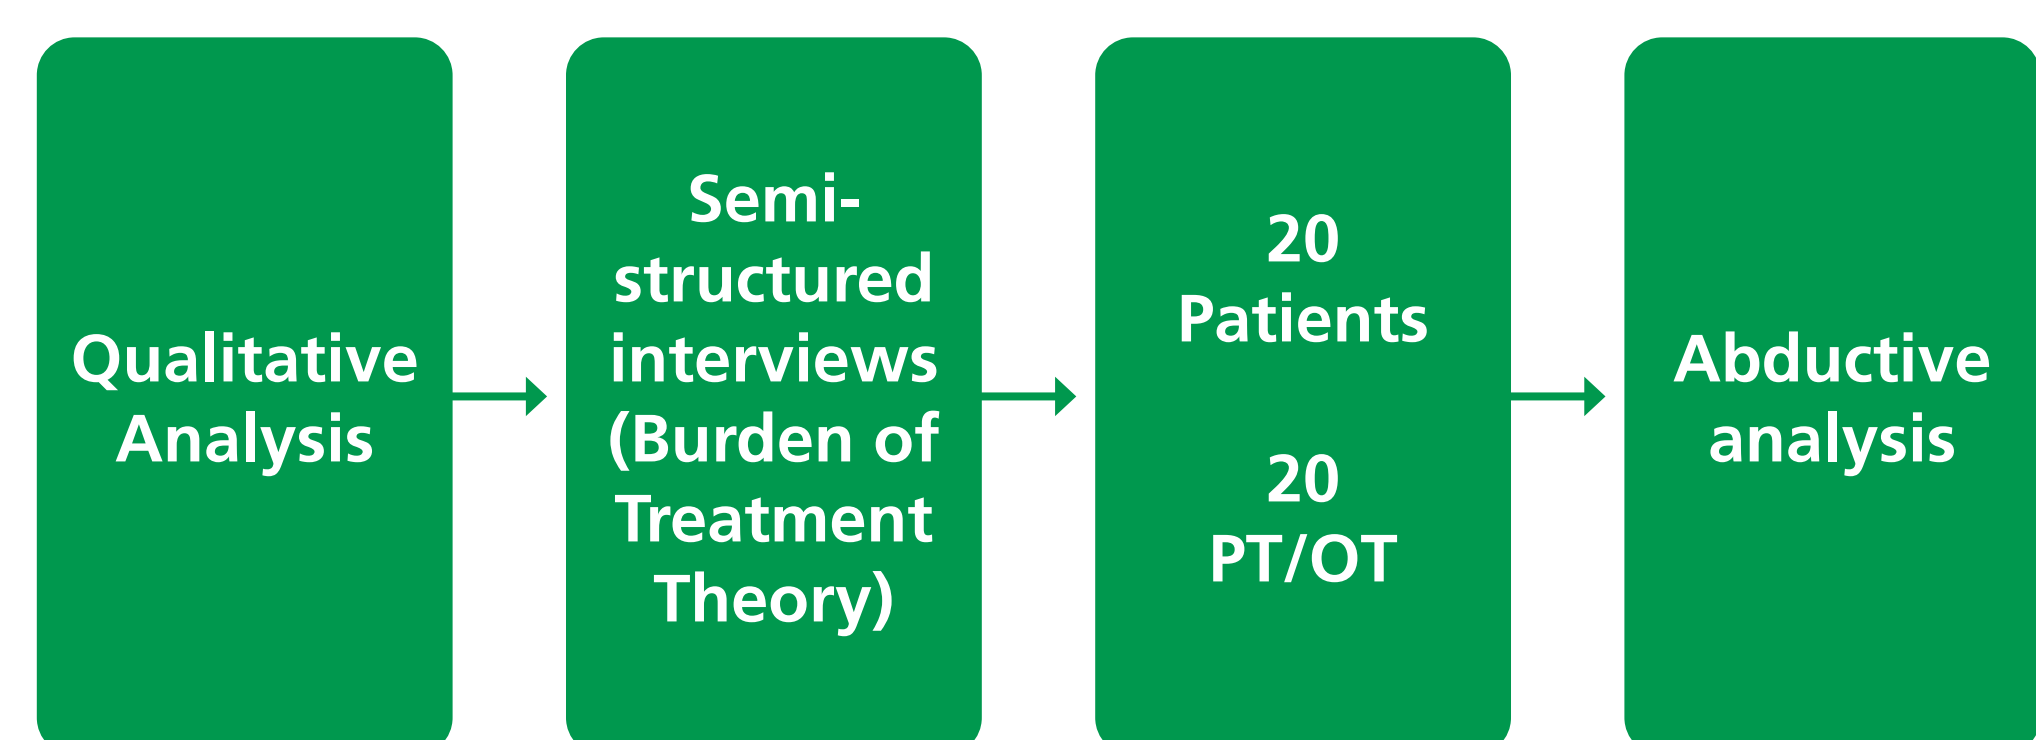 Qualitative
Analysis
Semi-
structured
interviews
(Burden of
Treatment
Theory)
20
Patients
20
PT/OT
Abductive
analysis